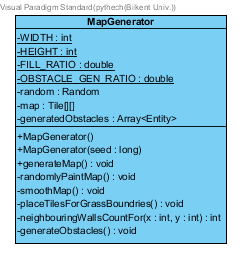 Visual Paradigm Standard(pythech(Bilkent Univ.))
MapGenerator
-WIDTH : int
-HEIGHT : int
-FILL_RATIO : double
-OBSTACLE_GEN_RATIO : double
-random : Random
-map : Tile[][]
-generatedObstacles : Array<Entity>
+MapGenerator()
+MapGenerator(seed : long)
+generateMap() : void
-randomlyPaintMap() : void
-smoothMap() : void
-placeTilesForGrassBoundries() : void
-neighbouringWallsCountFor(x : int, y : int) : int
-generateObstacles() : void